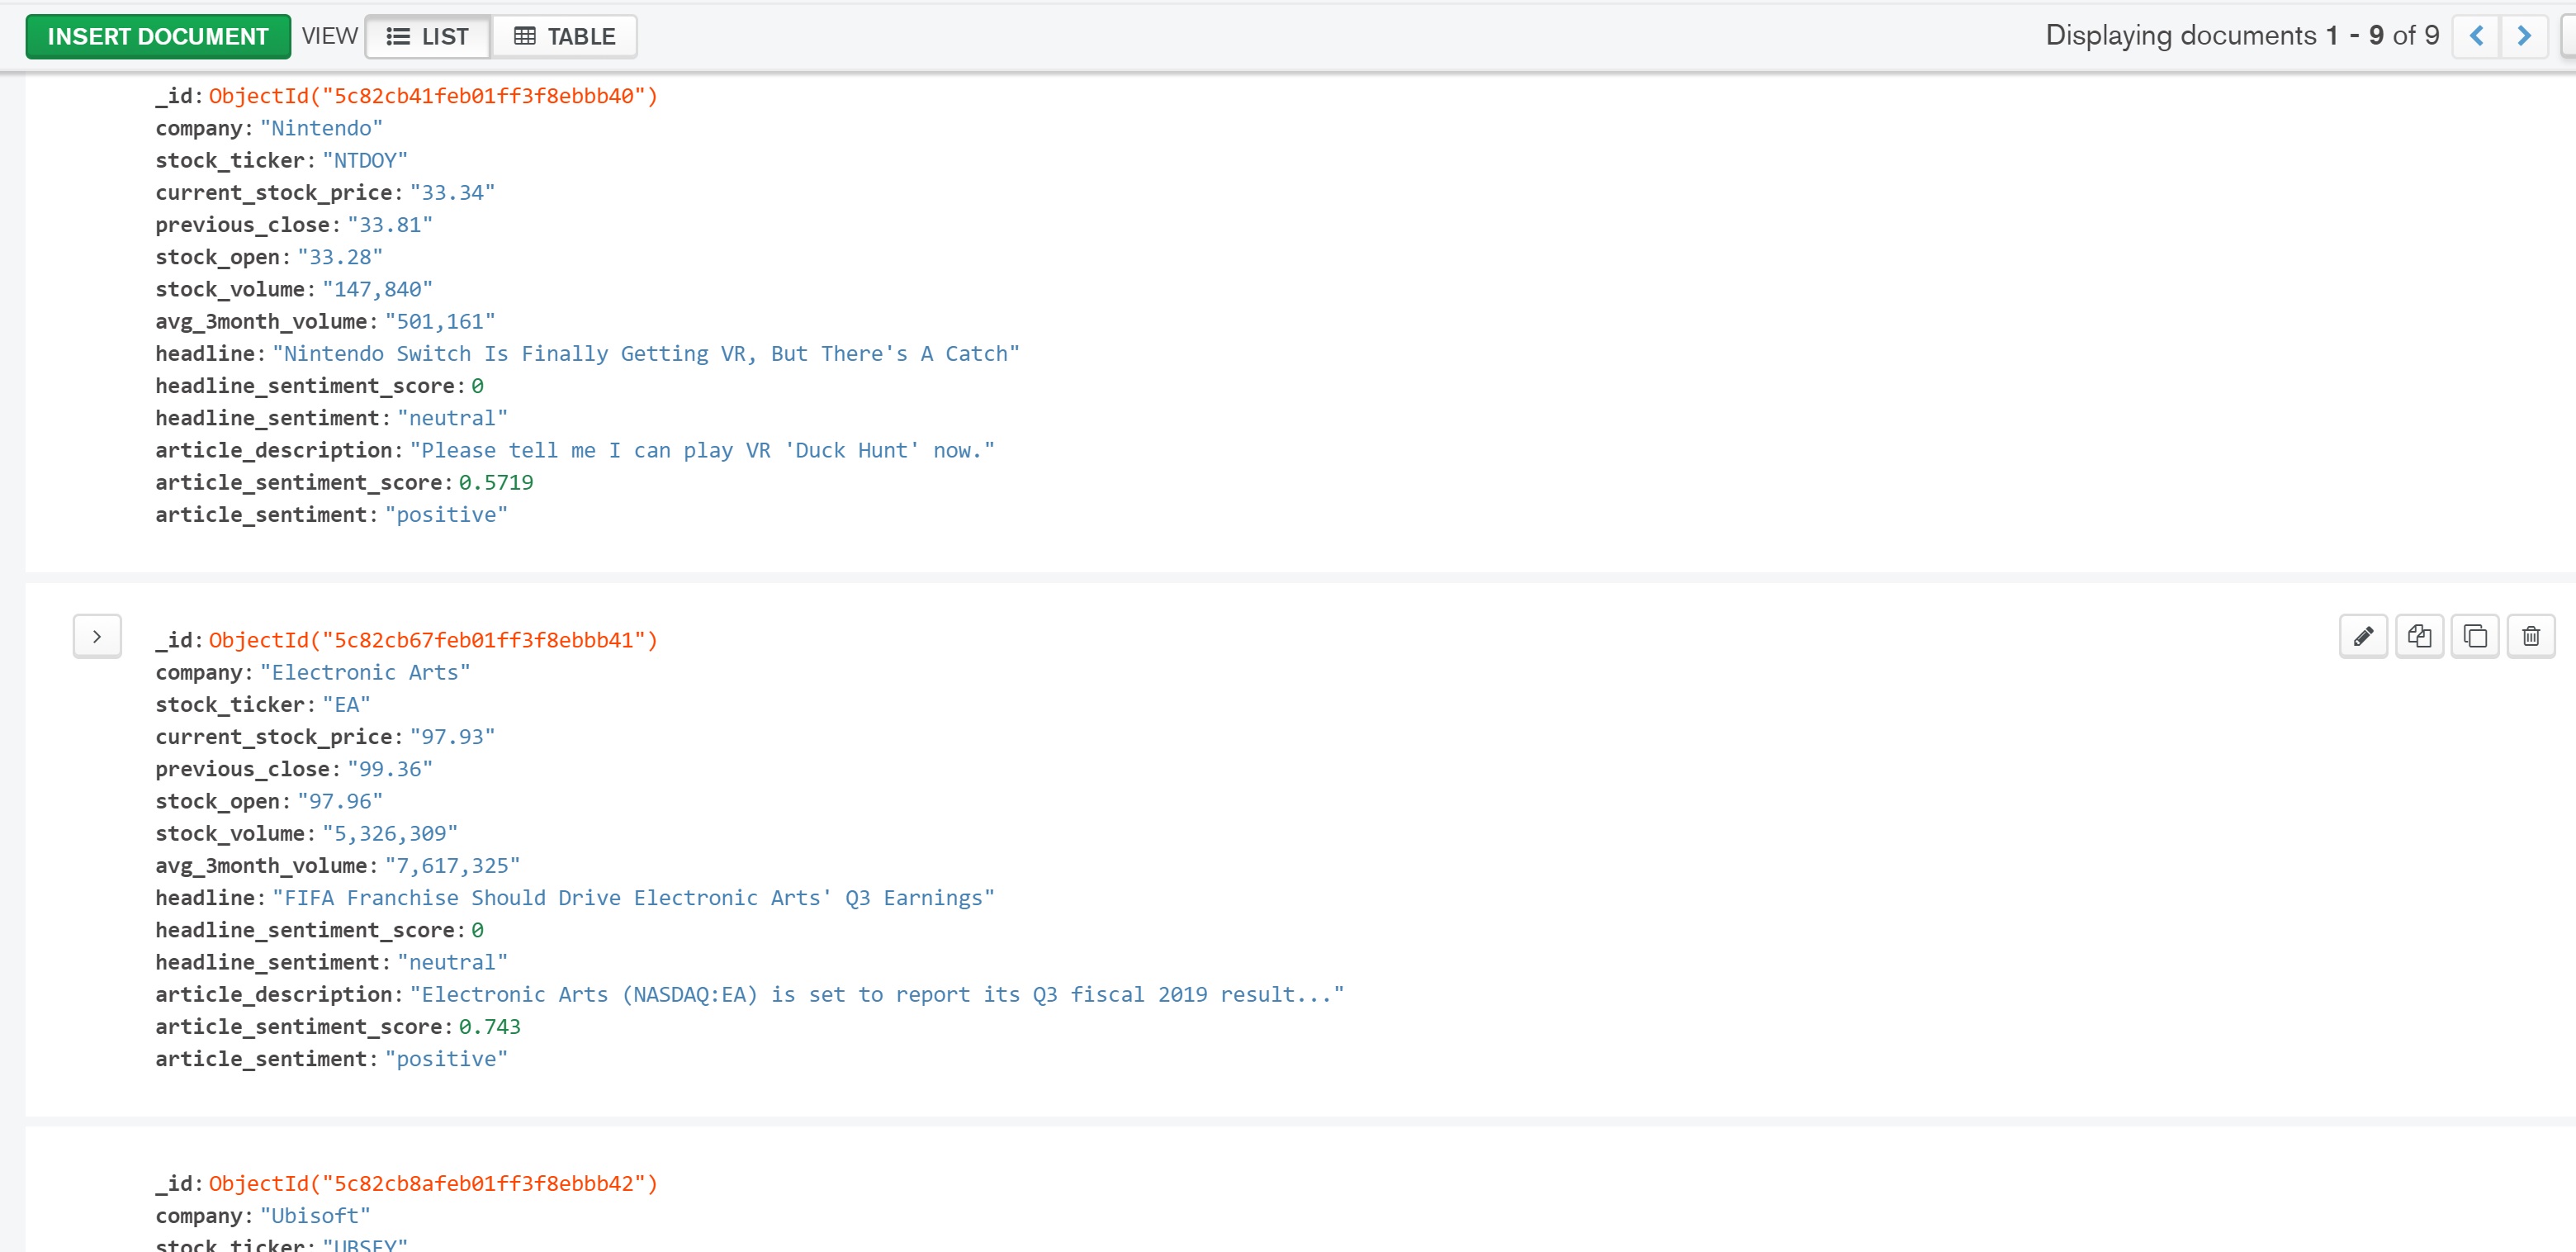 INSERT DOCUMENT VIEW LIST TABLE Displaying documents 1 - 9 of 9
_id: ObjectId("5c82cb41feb01ff3f8ebbb40")
company: "Nintendo"
stock_ticker: "NTDOY"
current_stock_price: "33.34"
previous_close: "33.81"
stock_open: "33.28"
stock_volume: "147,840"
avg_3month_volume: "501,161"
headline: "Nintendo Switch Is Finally Getting VR, But There's A Catch"
headline_sentiment_score: 0
headline_sentiment: "neutral"
article_description: "Please tell me I can play VR 'Duck Hunt' now."
article_sentiment_score: 0.5719
article_sentiment: "positive"
_id: ObjectId("5c82cb67feb01ff3f8ebbb41")
company: "Electronic Arts"
stock_ticker: "EA"
current_stock_price: "97.93"
previous_close: "99.36"
stock_open: "97.96"
stock_volume: "5,326,309"
avg_3month_volume: "7,617,325"
headline: "FIFA Franchise Should Drive Electronic Arts' Q3 Earnings"
headline_sentiment_score: 0
headline_sentiment: "neutral"
article_description: "Electronic Arts (NASDAQ:EA) is set to report its Q3 fiscal 2019 result..."
article_sentiment_score: 0.743
article_sentiment: "positive"
_id: ObjectId("5c82cb8afeb01ff3f8ebbb42")
company: "Ubisoft"
stock_ticker: "UBSFY"